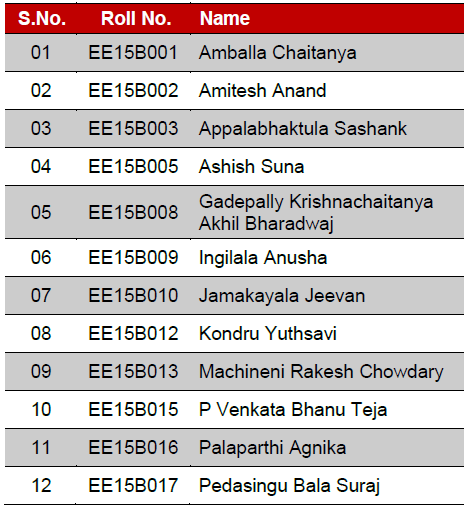 S.No. Roll No. Name
01 EE15B001 Amballa Chaitanya
02 EE15B002 Amitesh Anand
03 EE15B003 Appalabhaktula Sashank
04 EE15B005 Ashish Suna
05 EE15B008 Gadepally Krishnachaitanya
Akhil Bharadwaj
06 EE15B009 Ingilala Anusha
07 EE15B010 Jamakayala Jeevan
08 EE15B012 Kondru Yuthsavi
09 EE15B013 Machineni Rakesh Chowdary
10 EE15B015 P Venkata Bhanu Teja
11 EE15B016 Palaparthi Agnika
12 EE15B017 Pedasingu Bala Suraj